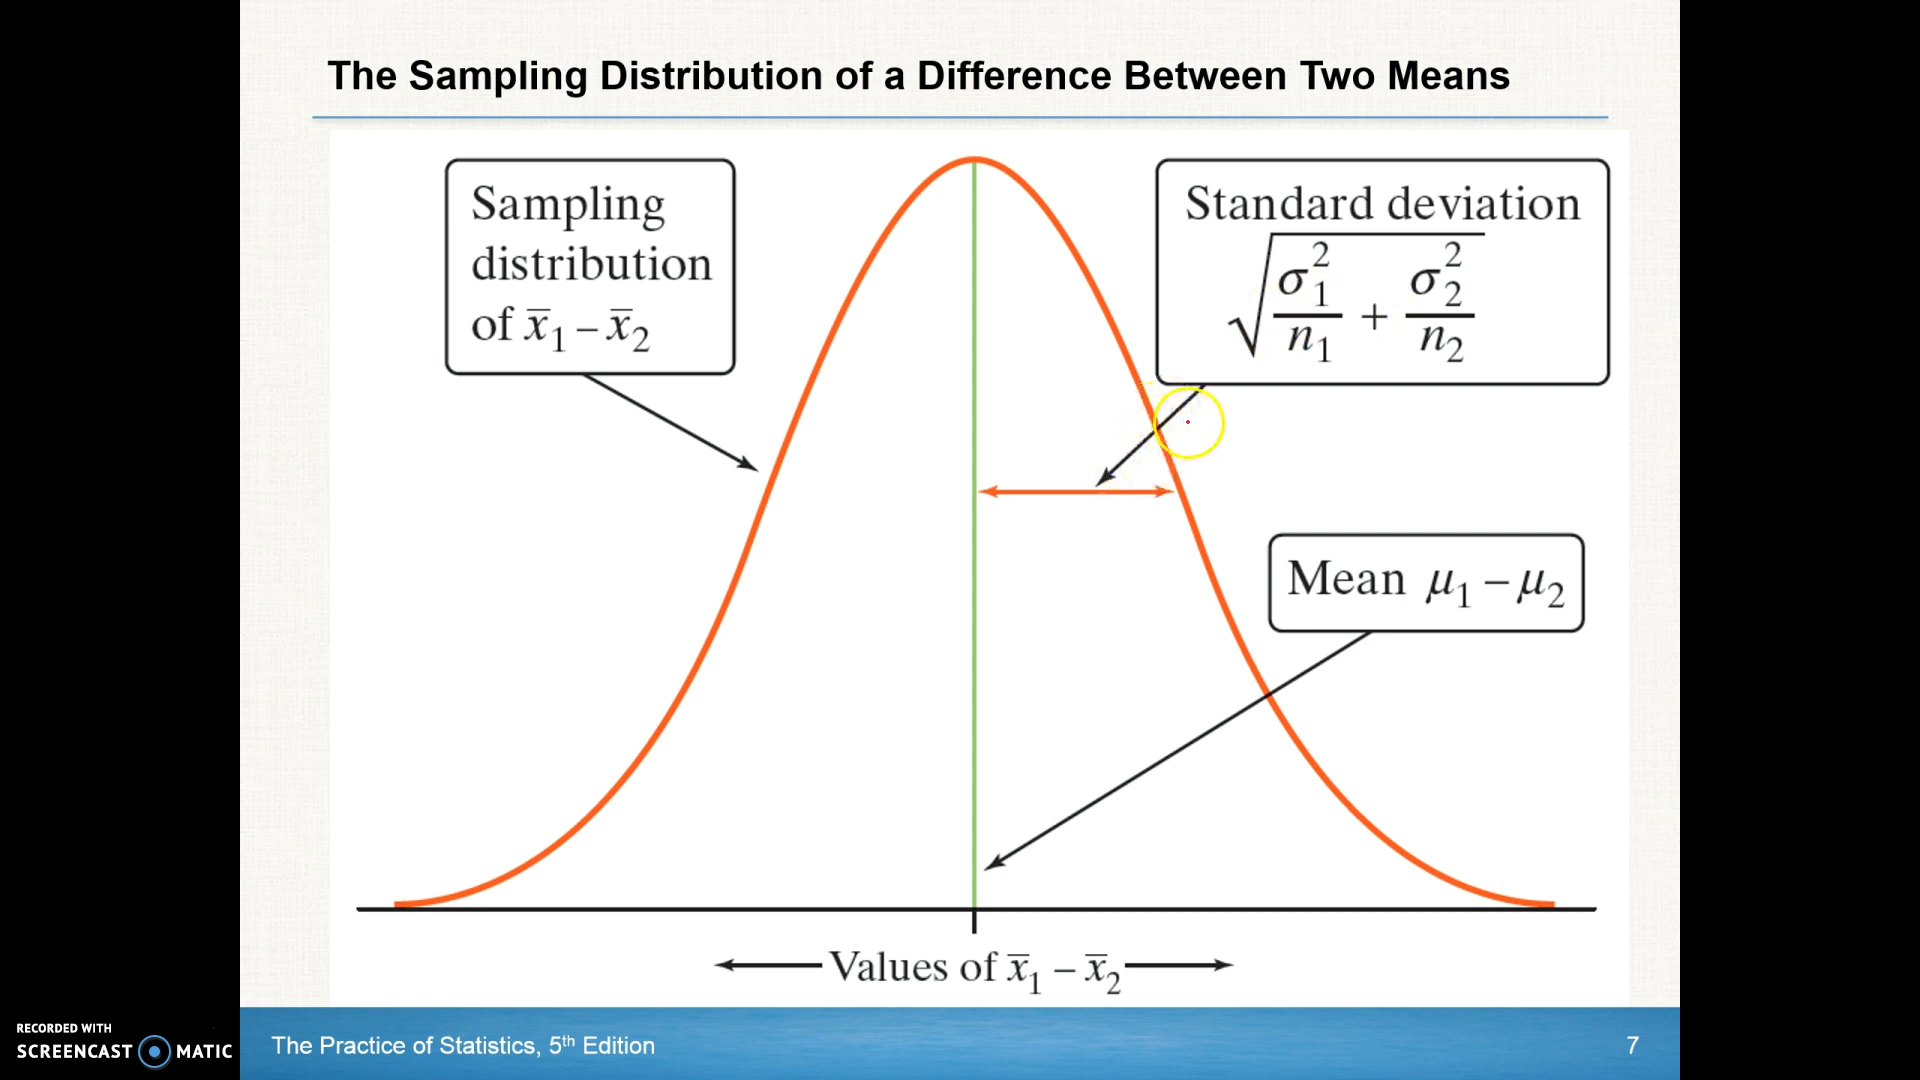 The Sampling Distribution of a Difference Between Two Means
Sampling
distribution
of x̄₁ – x̄₂
Standard deviation
√(σ₁²/n₁ + σ₂²/n₂)
Mean μ₁ – μ₂
Values of x̄₁ – x̄₂
RECORDED WITH
SCREENCAST MATIC
The Practice of Statistics, 5th Edition
7